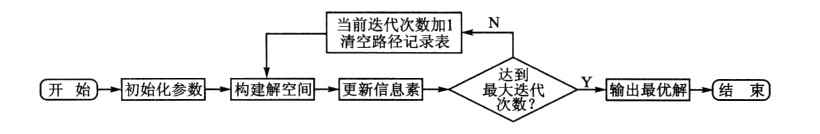 当前迭代次数加1
清空路径记录表
N
开 始
初始化参数
构建解空间
更新信息素
达到
最大迭代
次数?
Y
输出最优解
结 束